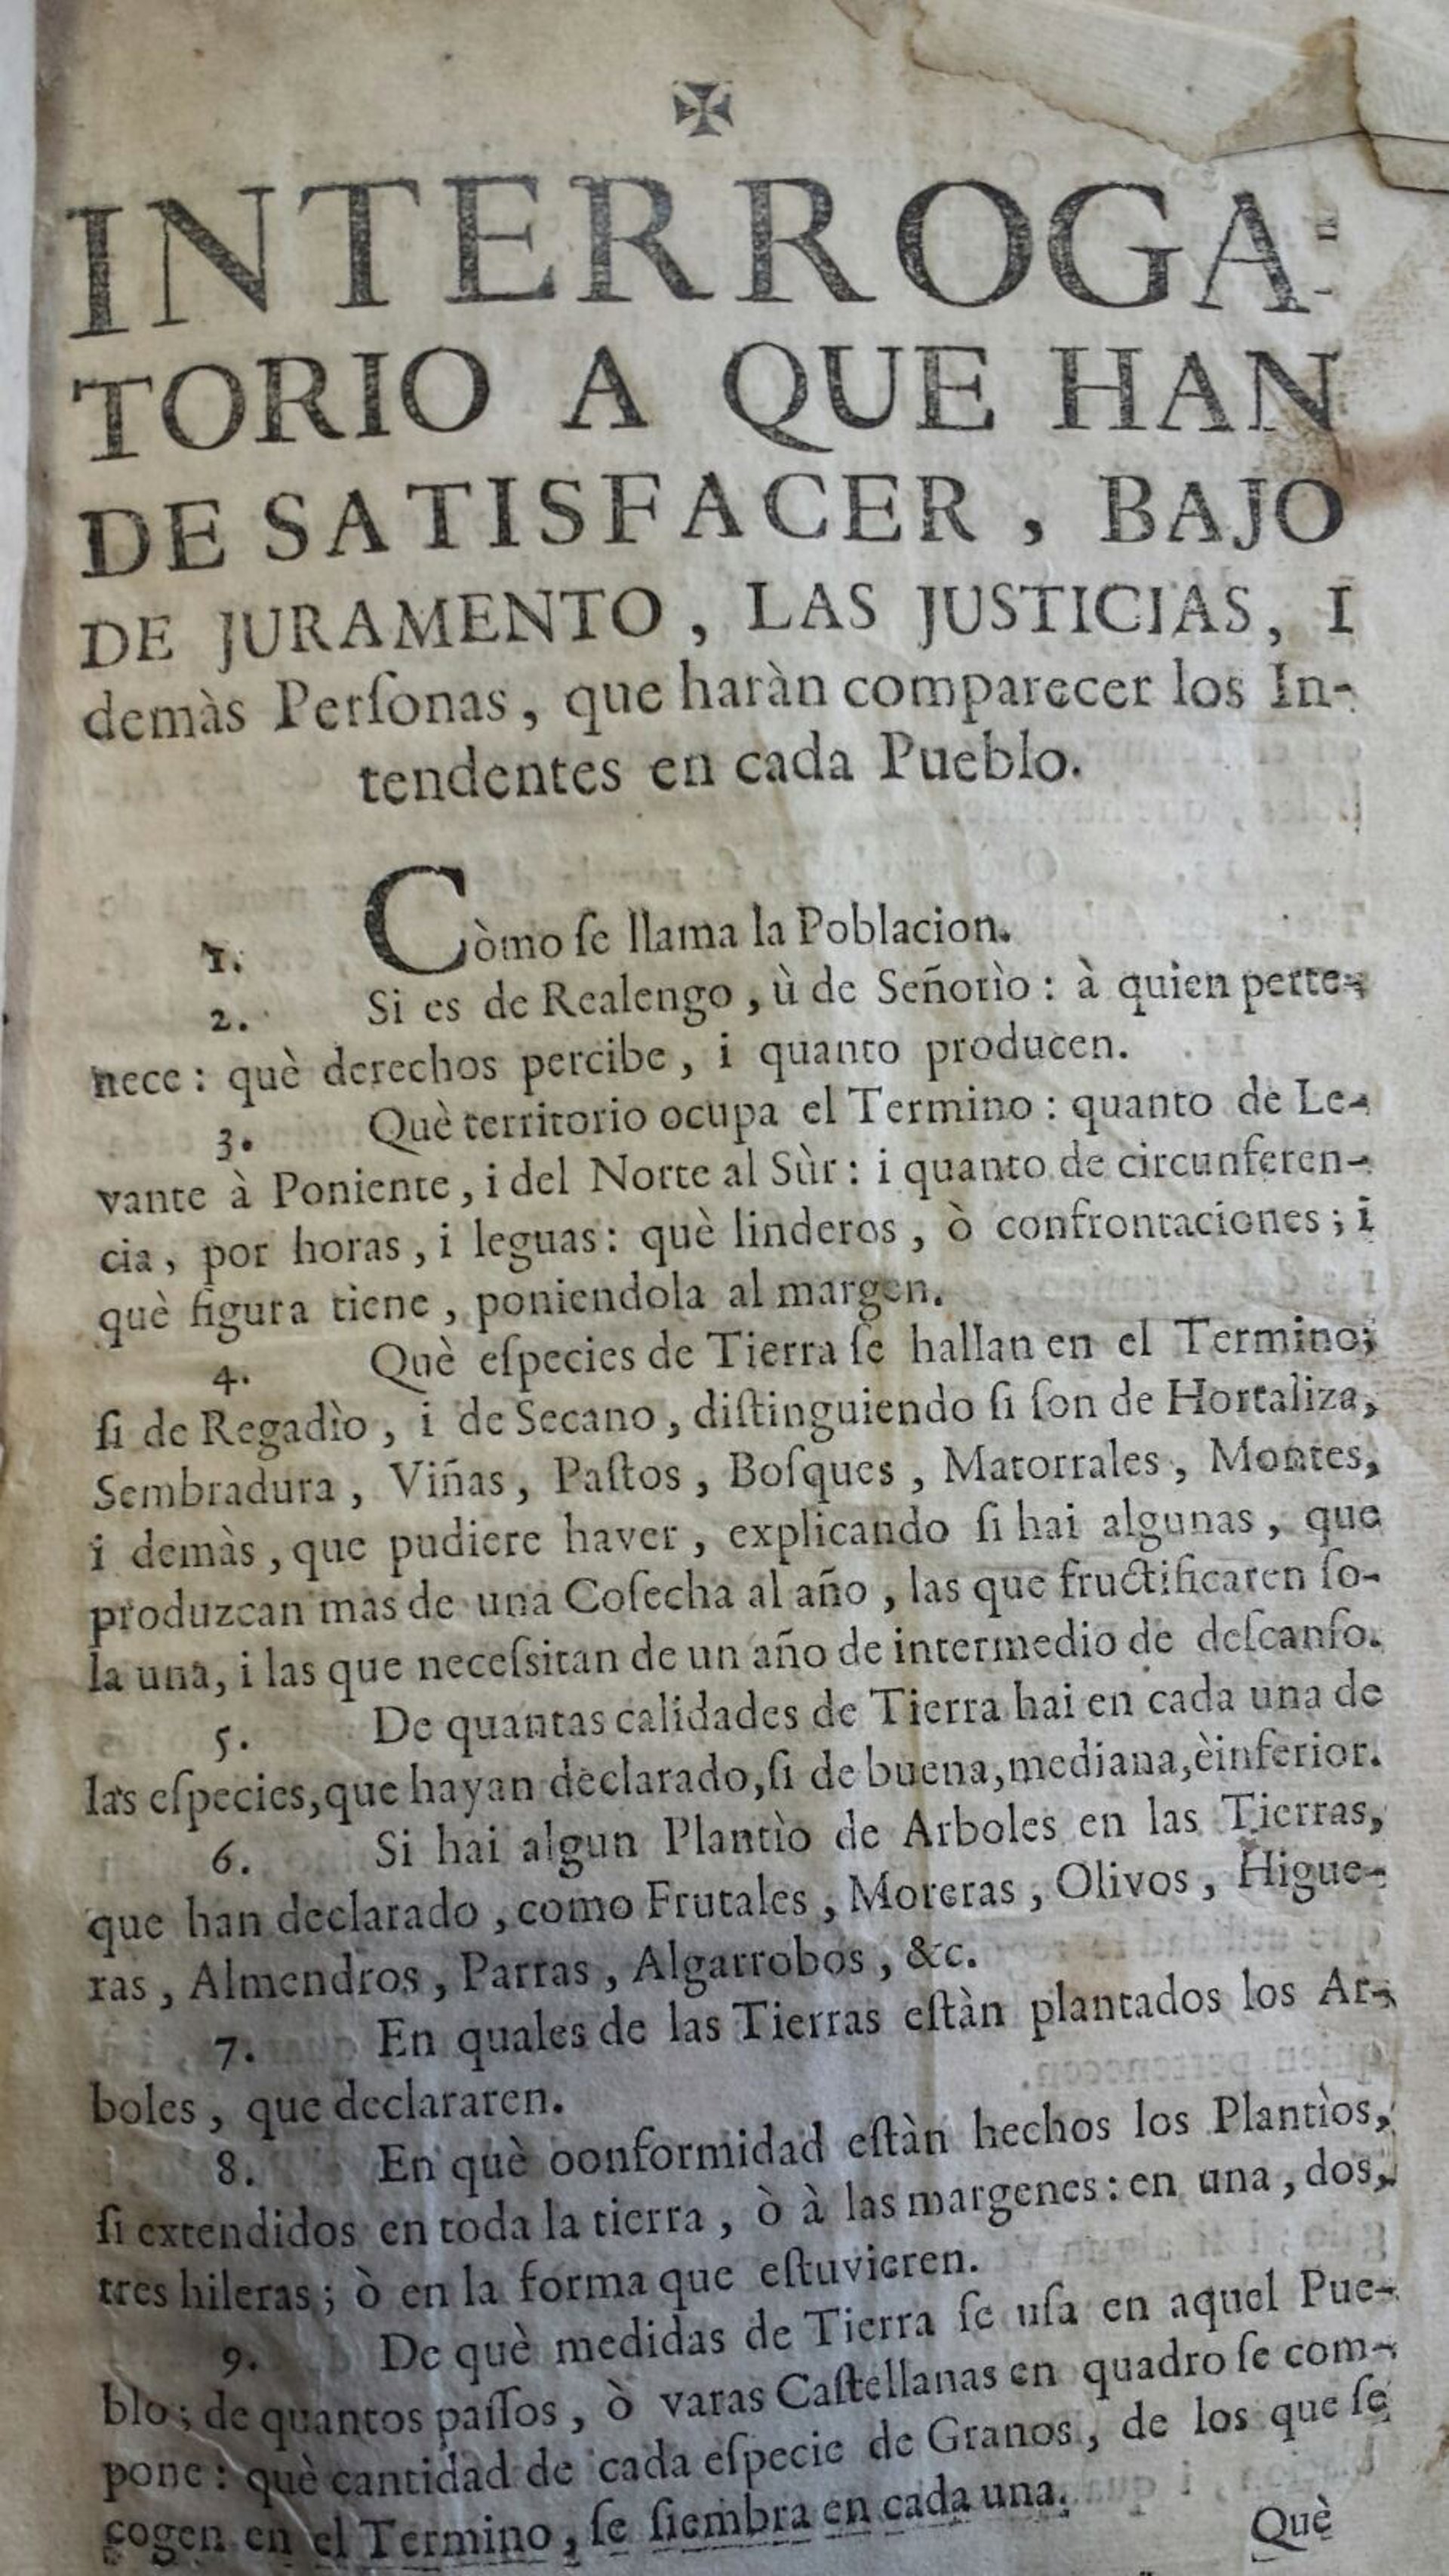 ✠
INTERROGA-
TORIO A QUE HAN
DE SATISFACER, BAJO
DE JURAMENTO, LAS JUSTICIAS, I
demàs Perſonas, que haràn comparecer los In-
tendentes en cada Pueblo.
1. Còmo ſe llama la Poblacion.
2. Si es de Realengo, ù de Señorìo: à quien perte-
nece: què derechos percibe, i quanto producen.
3. Què territorio ocupa el Termino: quanto de Le-
vante à Poniente, i del Norte al Sùr: i quanto de circunferen-
cia, por horas, i leguas: què linderos, ò confrontaciones; i
què figura tiene, poniendola al margen.
4. Què eſpecies de Tierra ſe hallan en el Termino;
ſi de Regadìo, i de Secano, diſtinguiendo ſi ſon de Hortaliza,
Sembradura, Viñas, Paſtos, Boſques, Matorrales, Montes,
i demàs, que pudiere haver, explicando ſi hai algunas, que
produzcan mas de una Coſecha al año, las que fructificaren ſo-
la una, i las que neceſsitan de un año de intermedio de deſcanſo.
5. De quantas calidades de Tierra hai en cada una de
las eſpecies, que hayan declarado, ſi de buena, mediana, è inferior.
6. Si hai algun Plantìo de Arboles en las Tierras,
que han declarado, como Frutales, Moreras, Olivos, Higue-
ras, Almendros, Parras, Algarrobos, &c.
7. En quales de las Tierras eſtàn plantados los Ar-
boles, que declararen.
8. En què oonformidad eſtàn hechos los Plantìos,
ſi extendidos en toda la tierra, ò à las margenes: en una, dos,
tres hileras; ò en la forma que eſtuvieren.
9. De què medidas de Tierra ſe uſa en aquel Pue-
blo; de quantos paſſos, ò varas Caſtellanas en quadro ſe com-
pone: què cantidad de cada eſpecie de Granos, de los que ſe
cogen en el Termino, ſe ſiembra en cada una.
Què